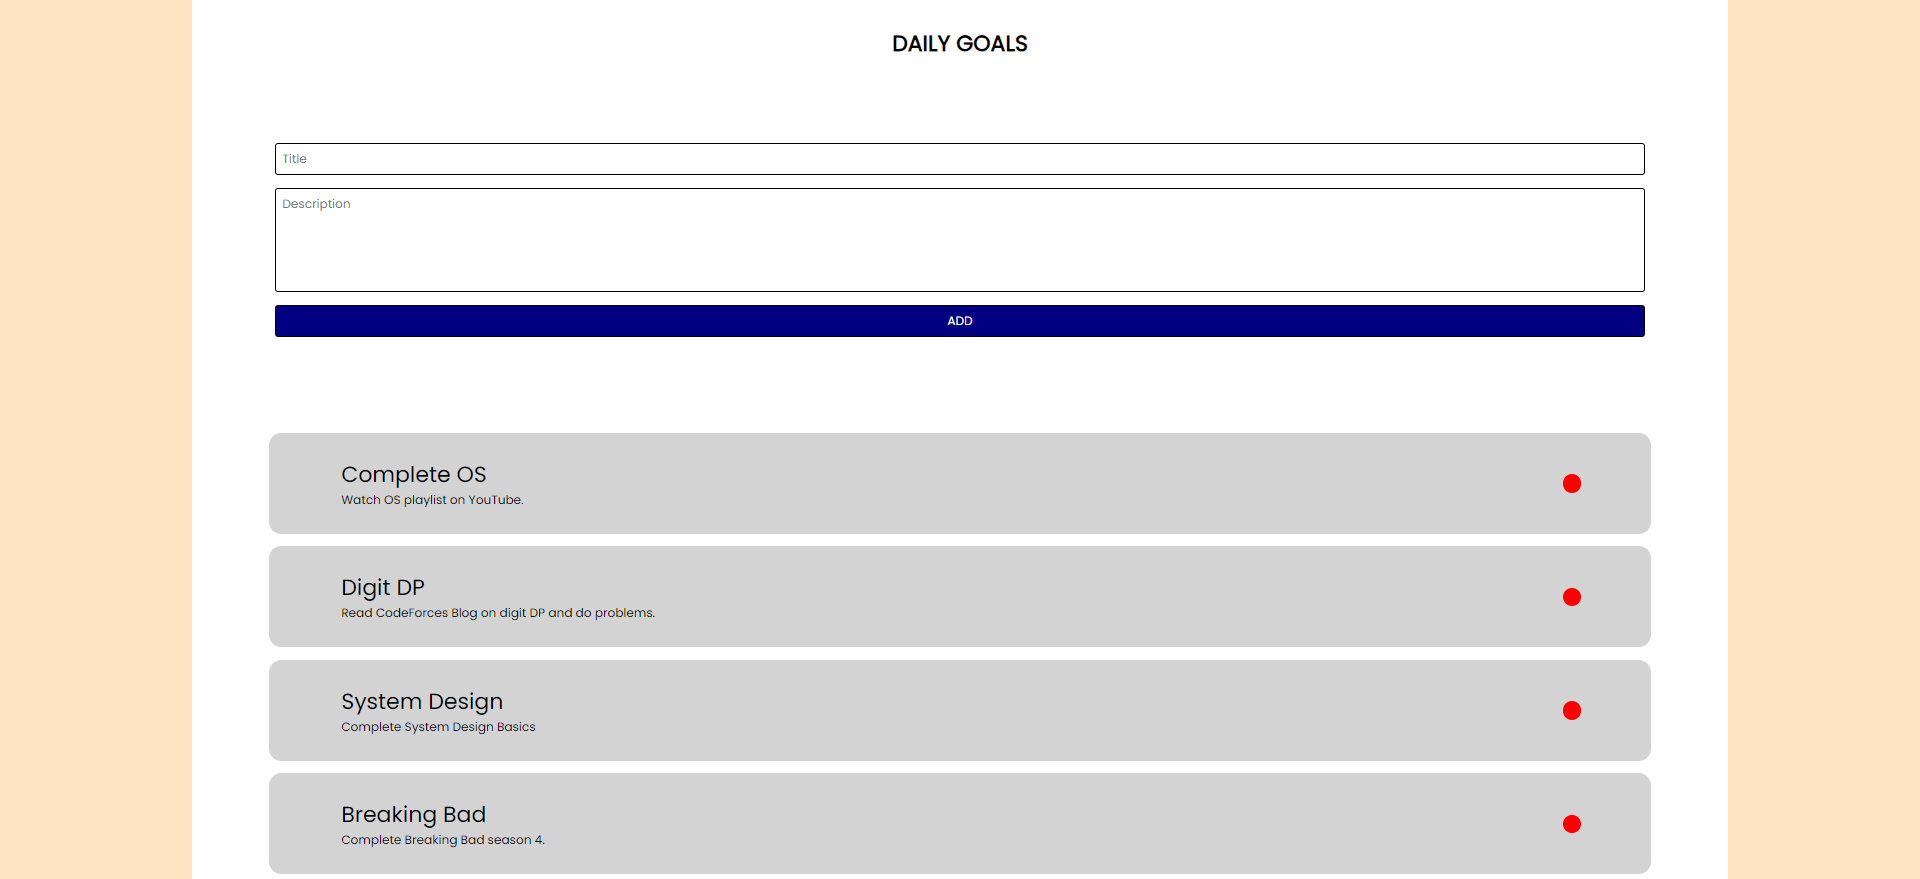 DAILY GOALS
Title
Description
ADD
Complete OS
Watch OS playlist on YouTube.
Digit DP
Read CodeForces Blog on digit DP and do problems.
System Design
Complete System Design Basics
Breaking Bad
Complete Breaking Bad season 4.